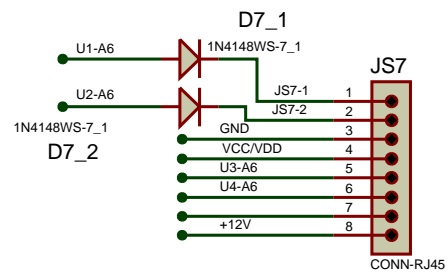 D7_1
U1-A6
1N4148WS-7_1
JS7
U2-A6
JS7-1
1
1N4148WS-7_1
JS7-2
2
D7_2
GND
3
VCC/VDD
4
U3-A6
5
U4-A6
6
7
+12V
8
CONN-RJ45